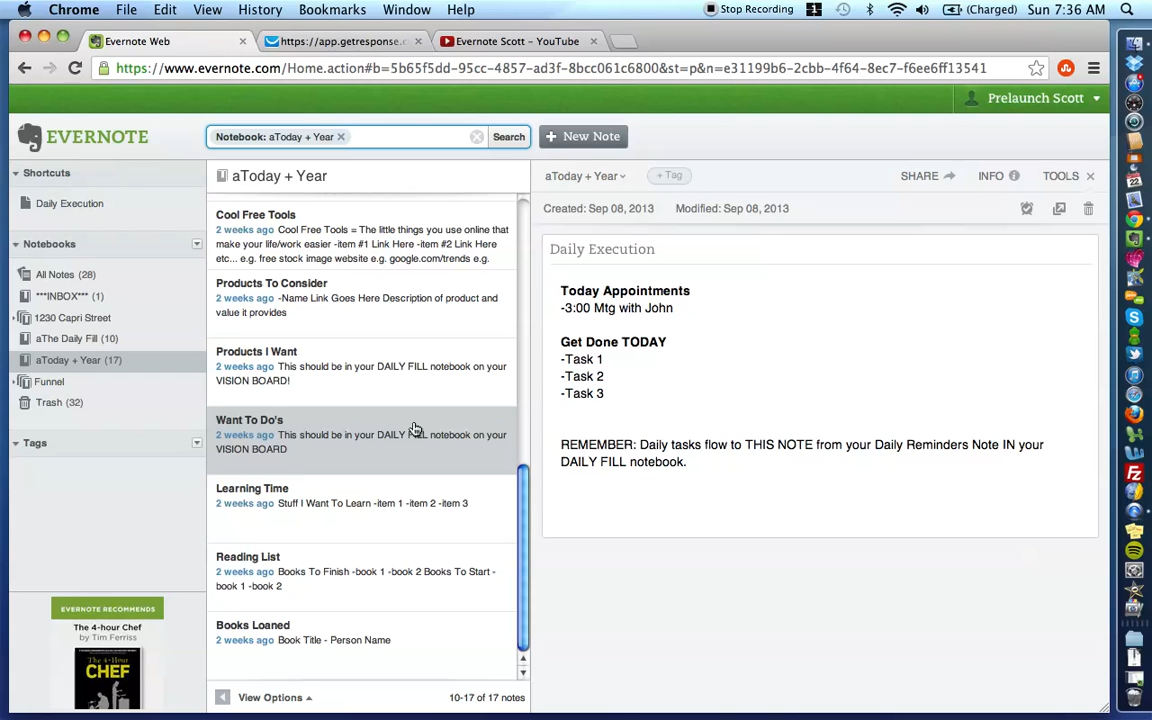 Chrome File Edit View History Bookmarks Window Help
Stop Recording 1 (Charged) Sun 7:36 AM
Evernote Web
https://app.getresponse.c
Evernote Scott – YouTube
https://www.evernote.com/Home.action#b=5b65f5dd-95cc-4857-ad3f-8bcc061c6800&st=p&n=e31199b6-2cbb-4f64-8ec7-f6ee6ff13541
Prelaunch Scott
EVERNOTE
Notebook: aToday + Year
Search
+ New Note
Shortcuts
Daily Execution
Notebooks
All Notes (28)
***INBOX*** (1)
1230 Capri Street
aThe Daily Fill (10)
aToday + Year (17)
Funnel
Trash (32)
Tags
EVERNOTE RECOMMENDS
The 4-hour Chef
by Tim Ferriss
THE 4-HOUR
CHEF
aToday + Year
Cool Free Tools
2 weeks ago Cool Free Tools = The little things you use online
that make your life/work easier -item #1 Link Here -item #2 Link Here
etc... e.g. free stock image website e.g. google.com/trends e.g.
Products To Consider
2 weeks ago -Name Link Goes Here Description of product and
value it provides
Products I Want
2 weeks ago This should be in your DAILY FILL notebook on your
VISION BOARD!
Want To Do's
2 weeks ago This should be in your DAILY FILL notebook on your
VISION BOARD
Learning Time
2 weeks ago Stuff I Want To Learn -item 1 -item 2 -item 3
Reading List
2 weeks ago Books To Finish -book 1 -book 2 Books To Start -
book 1 -book 2
Books Loaned
2 weeks ago Book Title - Person Name
View Options
10-17 of 17 notes
aToday + Year
+ Tag
SHARE
INFO
TOOLS
Created: Sep 08, 2013 Modified: Sep 08, 2013
Daily Execution
Today Appointments
-3:00 Mtg with John
Get Done TODAY
-Task 1
-Task 2
-Task 3
REMEMBER: Daily tasks flow to THIS NOTE from your Daily Reminders Note IN your
DAILY FILL notebook.